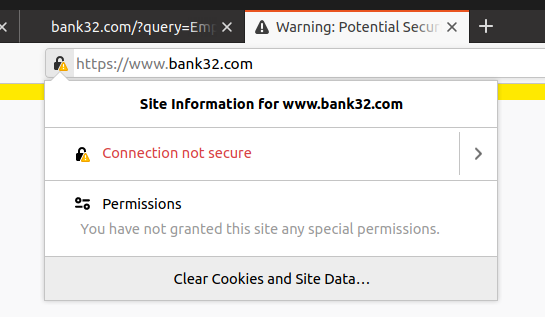 bank32.com/?query=Emp
Warning: Potential Secur
https://www.bank32.com
Site Information for www.bank32.com
Connection not secure
Permissions
You have not granted this site any special permissions.
Clear Cookies and Site Data…